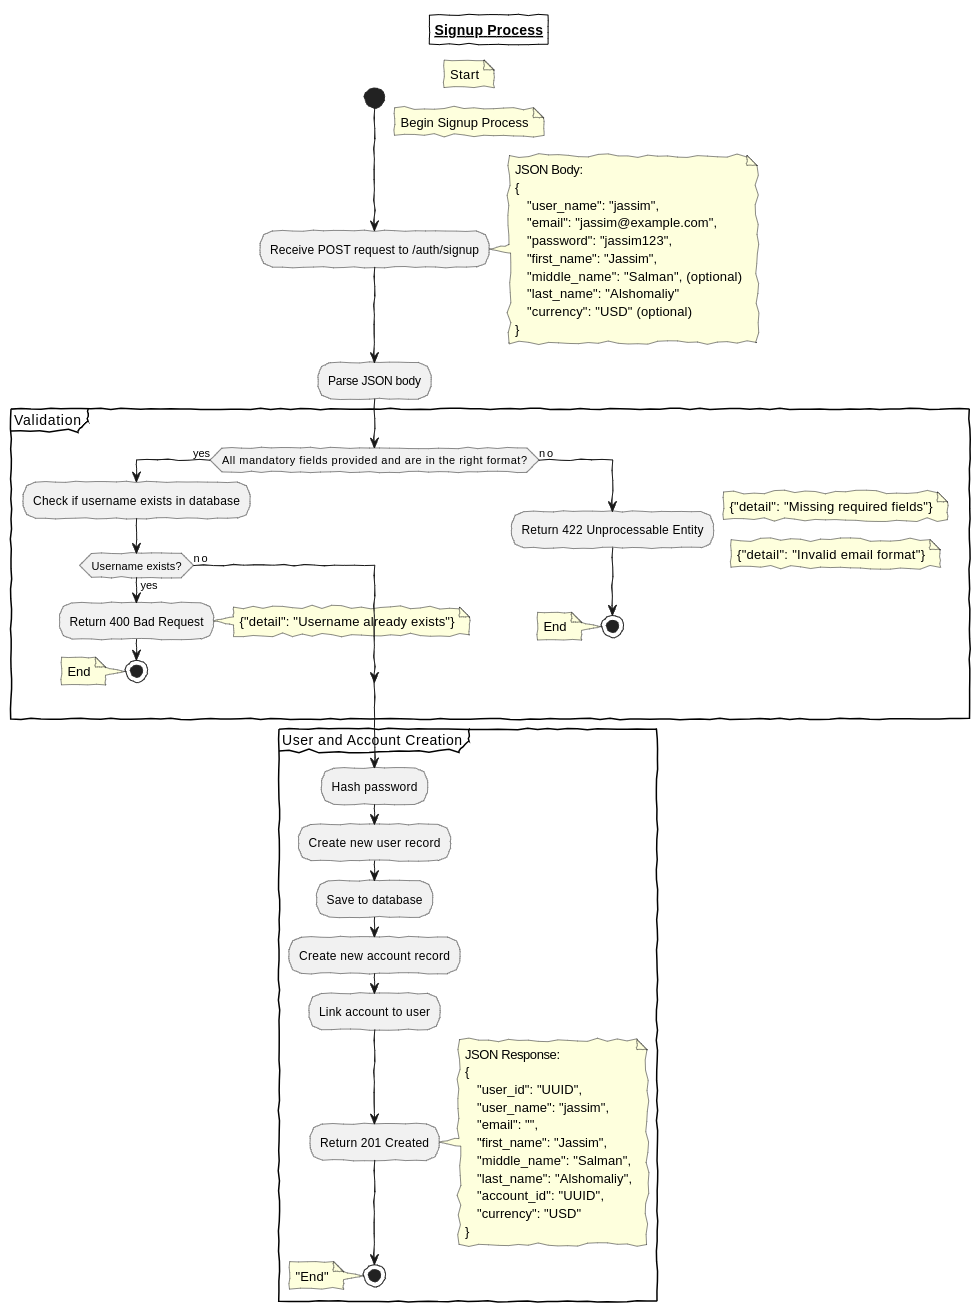 Signup Process
Start
Begin Signup Process
JSON Body:
{
"user_name": "jassim",
"email": "jassim@example.com",
"password": "jassim123",
"first_name": "Jassim",
"middle_name": "Salman", (optional)
"last_name": "Alshomaliy"
"currency": "USD" (optional)
}
Receive POST request to /auth/signup
Parse JSON body
Validation
yes
All mandatory fields provided and are in the right format?
no
Check if username exists in database
Return 422 Unprocessable Entity
{"detail": "Missing required fields"}
{"detail": "Invalid email format"}
Username exists?
no
yes
Return 400 Bad Request
{"detail": "Username already exists"}
End
End
User and Account Creation
Hash password
Create new user record
Save to database
Create new account record
Link account to user
JSON Response:
{
"user_id": "UUID",
"user_name": "jassim",
"email": "",
"first_name": "Jassim",
"middle_name": "Salman",
"last_name": "Alshomaliy",
"account_id": "UUID",
"currency": "USD"
}
Return 201 Created
"End"